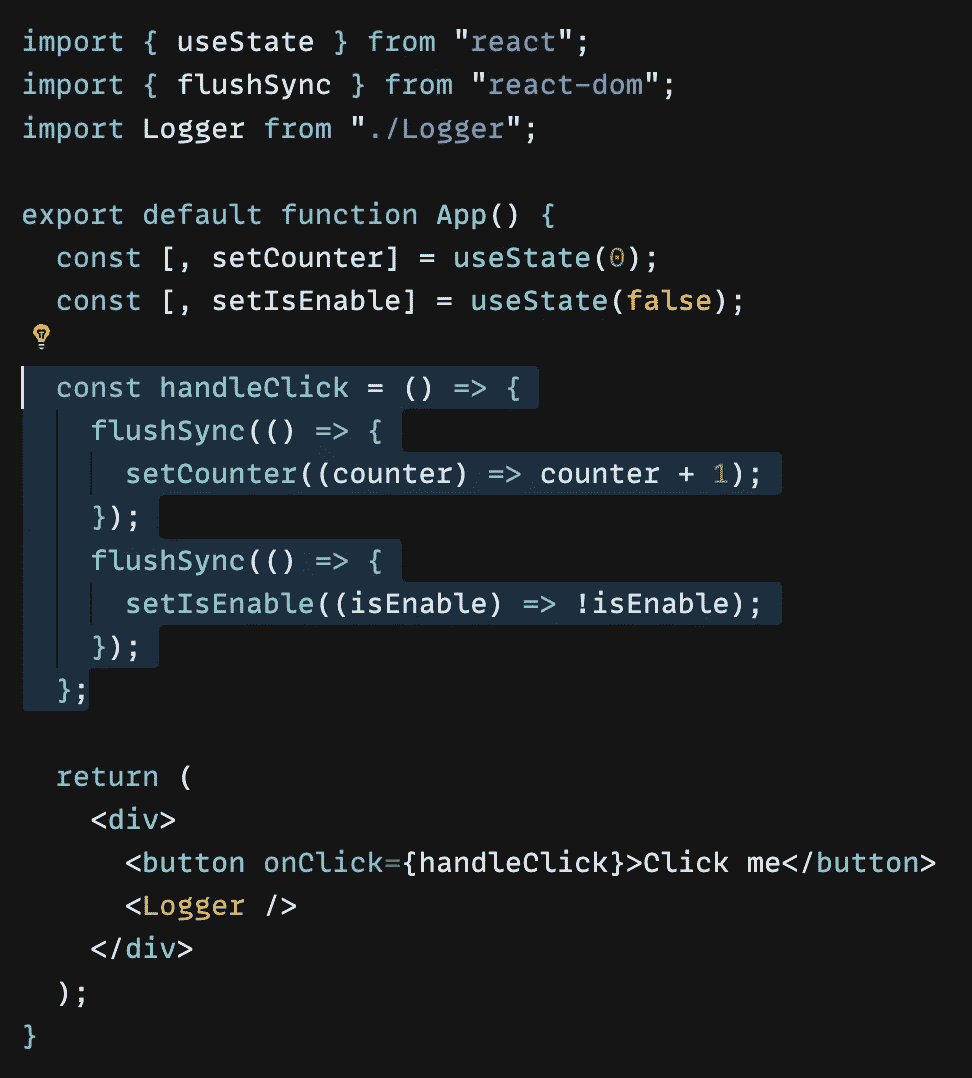 import { useState } from "react";
import { flushSync } from "react-dom";
import Logger from "./Logger";

export default function App() {
  const [, setCounter] = useState(0);
  const [, setIsEnable] = useState(false);

  const handleClick = () => {
    flushSync(() => {
      setCounter((counter) => counter + 1);
    });
    flushSync(() => {
      setIsEnable((isEnable) => !isEnable);
    });
  };

  return (
    <div>
      <button onClick={handleClick}>Click me</button>
      <Logger />
    </div>
  );
}